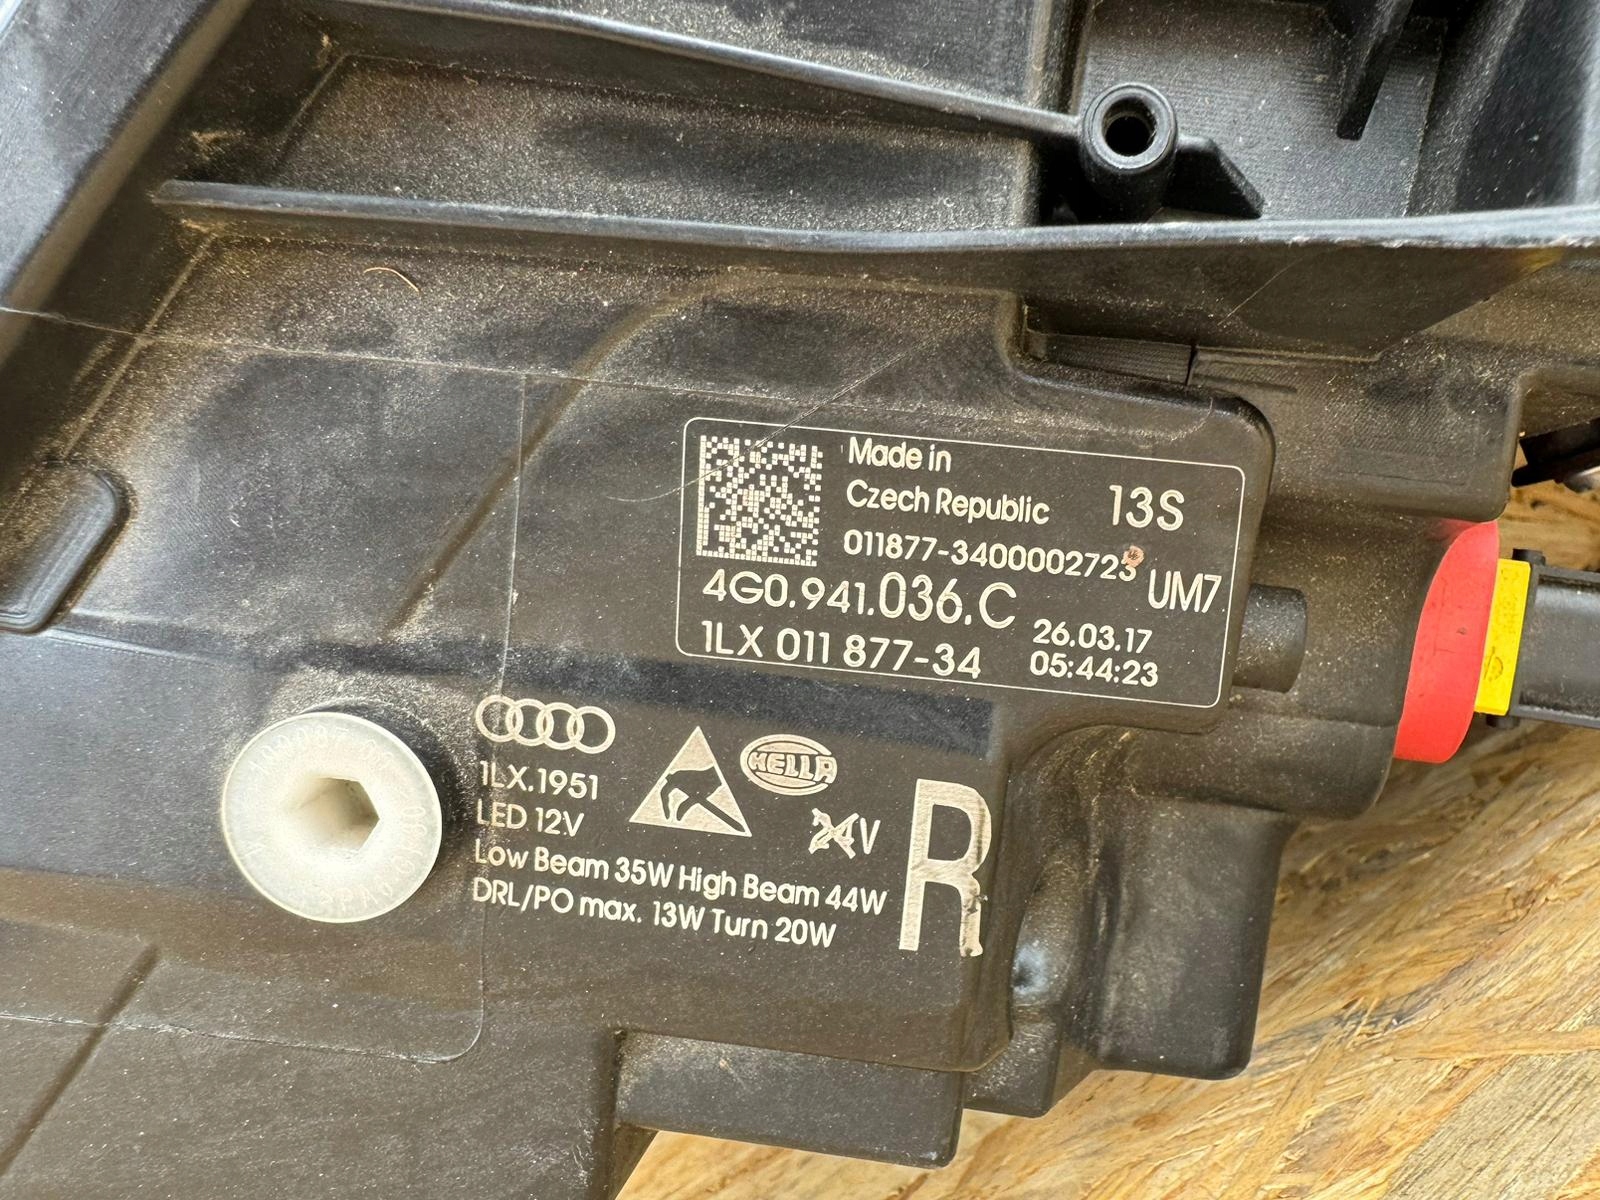 Made in
Czech Republic 13S
011877-3400002723
UM7
4G0.941.036.C
26.03.17
1LX 011 877-34
05:44:23
1LX.1951
HELLA
LED 12V
24V
R
Low Beam 35W High Beam 44W
DRL/PO max. 13W Turn 20W